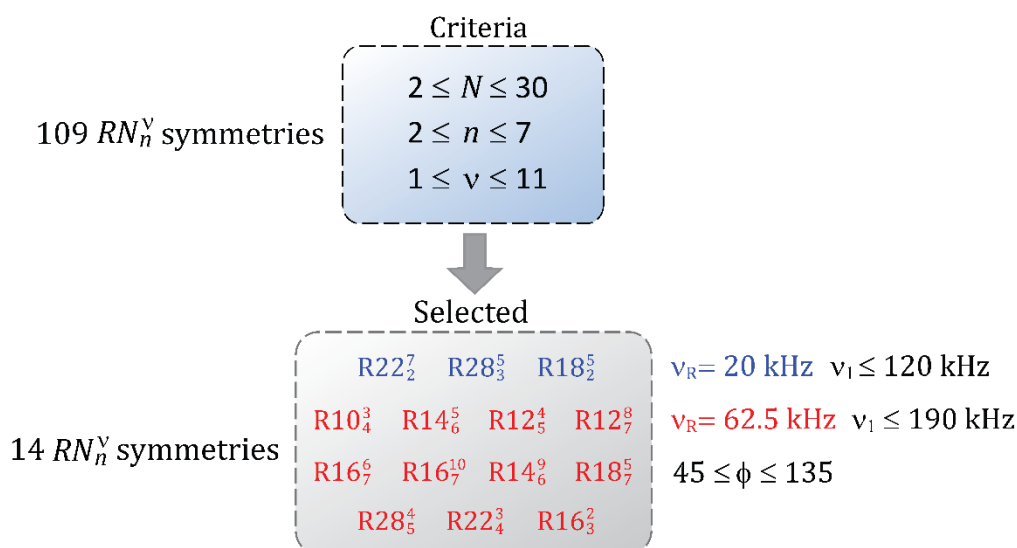 Criteria
2 ≤ N ≤ 30
109 RN_n^ν symmetries
2 ≤ n ≤ 7
1 ≤ ν ≤ 11
Selected
R22_2^7 R28_3^5 R18_2^5 ν_R= 20 kHz ν_1 ≤ 120 kHz
R10_4^3 R14_6^5 R12_5^4 R12_7^8 ν_R= 62.5 kHz ν_1 ≤ 190 kHz
14 RN_n^ν symmetries
R16_7^6 R16_7^10 R14_6^9 R18_7^5 45 ≤ ϕ ≤ 135
R28_5^4 R22_4^3 R16_3^2